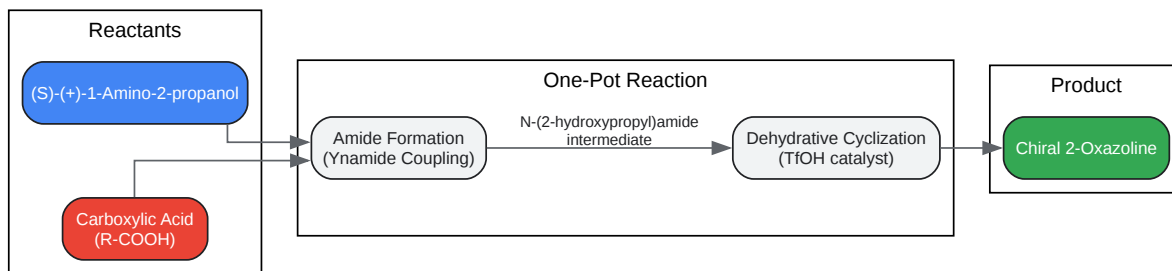 Reactants
(S)-(+)-1-Amino-2-propanol
Carboxylic Acid
(R-COOH)
One-Pot Reaction
Amide Formation
(Ynamide Coupling)
N-(2-hydroxypropyl)amide
intermediate
Dehydrative Cyclization
(TfOH catalyst)
Product
Chiral 2-Oxazoline